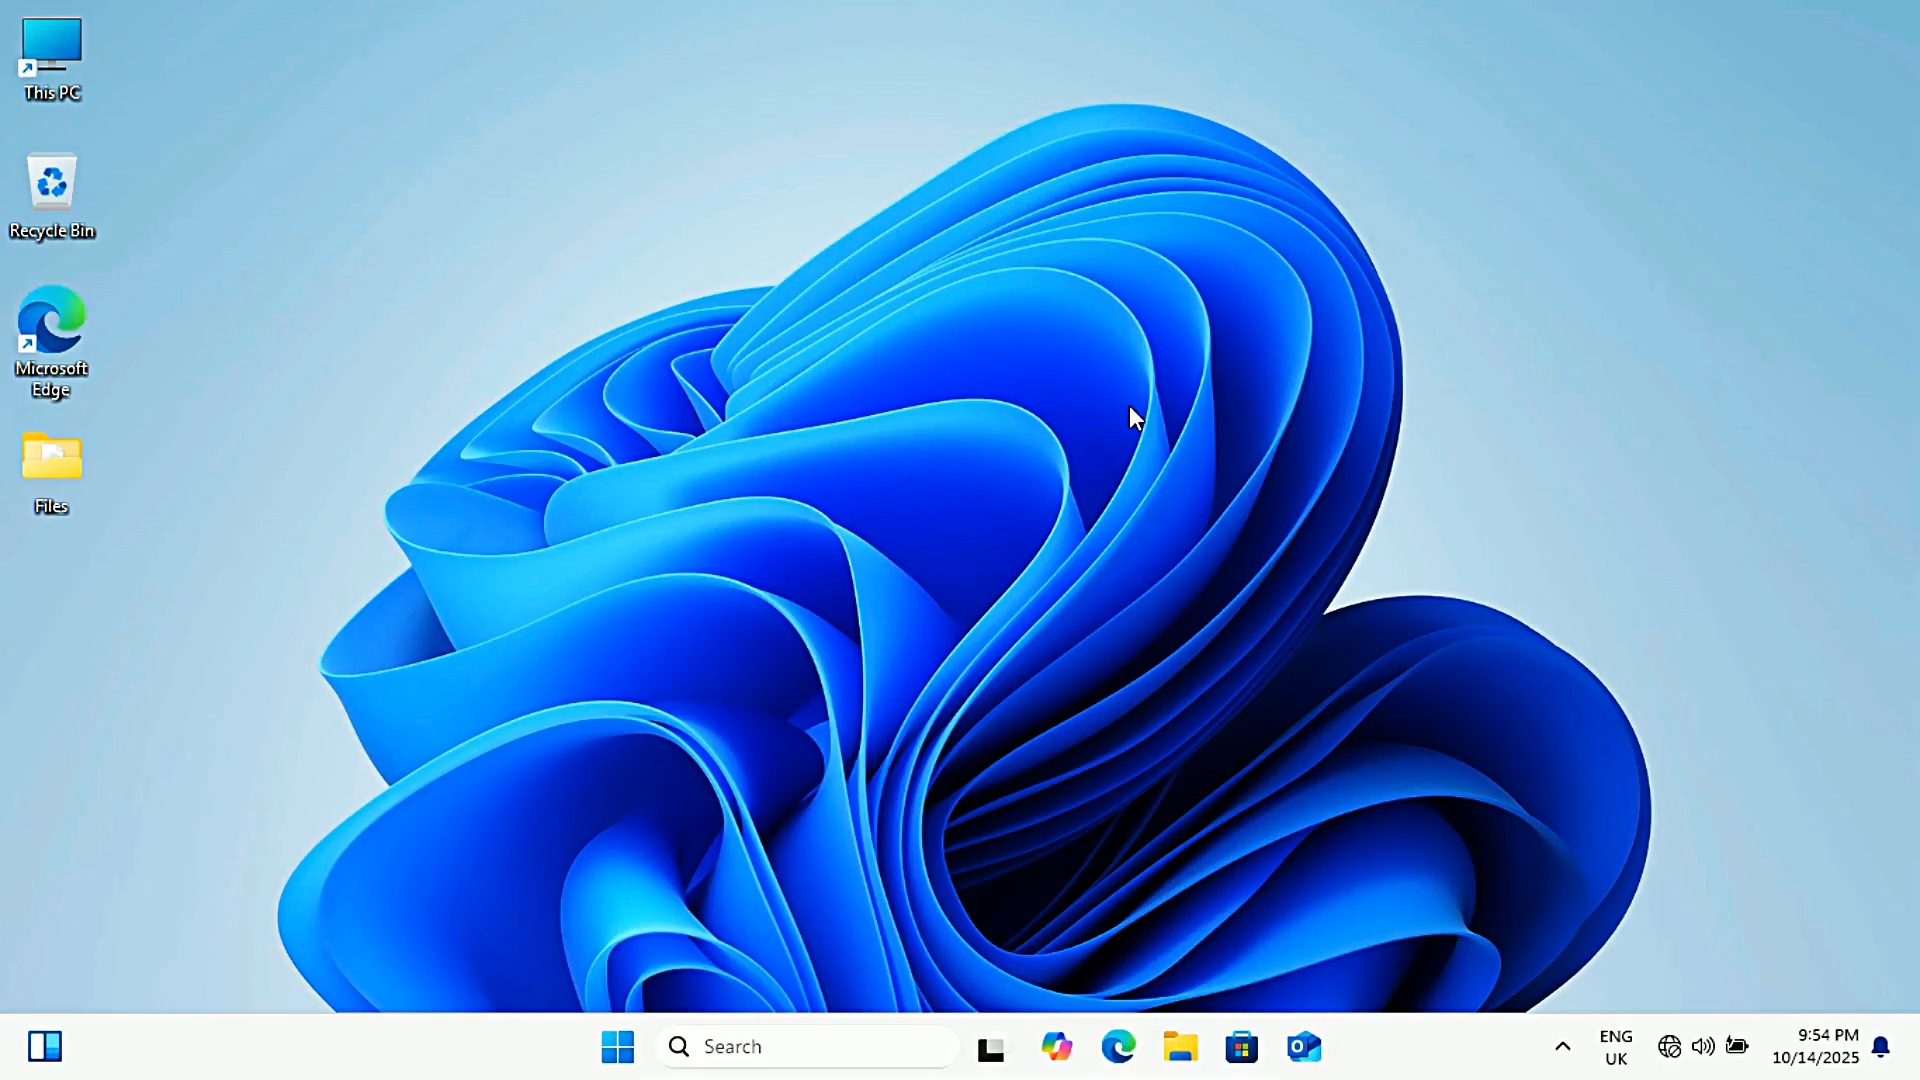 This PC
Recycle Bin
Microsoft
Edge
Files
Search
ENG
UK
9:54 PM
10/14/2025